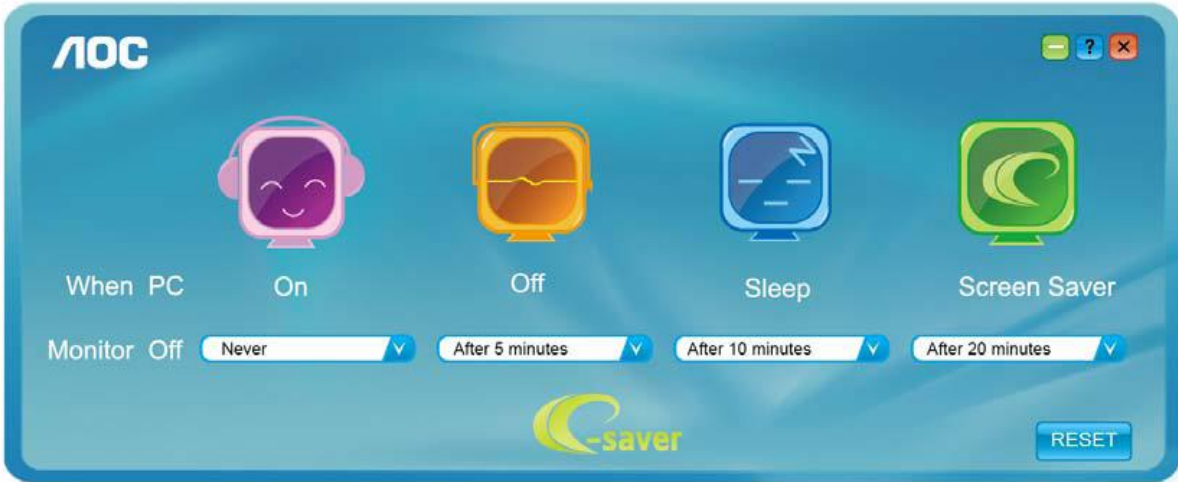 AOC
?
When PC On Off Sleep Screen Saver
Monitor Off Never After 5 minutes After 10 minutes After 20 minutes
e-saver
RESET